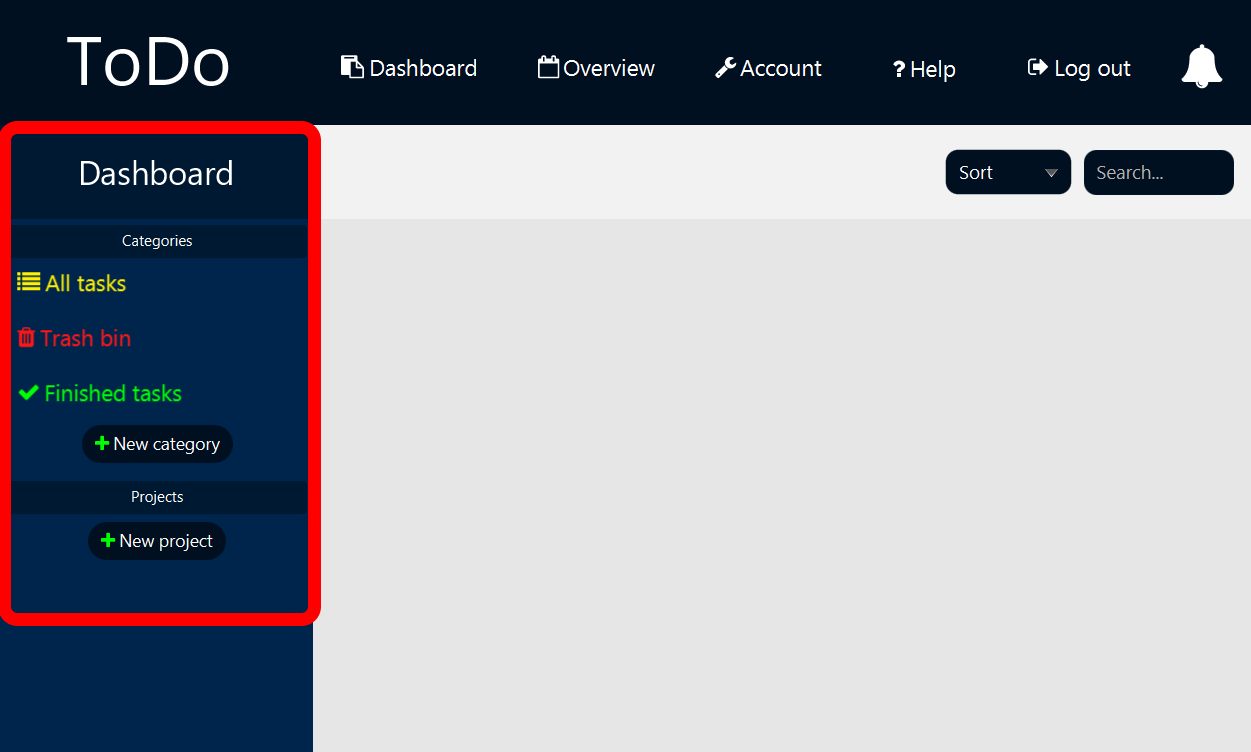 ToDo
Dashboard Overview Account ? Help Log out
Dashboard
Sort Search...
Categories
All tasks
Trash bin
Finished tasks
+ New category
Projects
+ New project